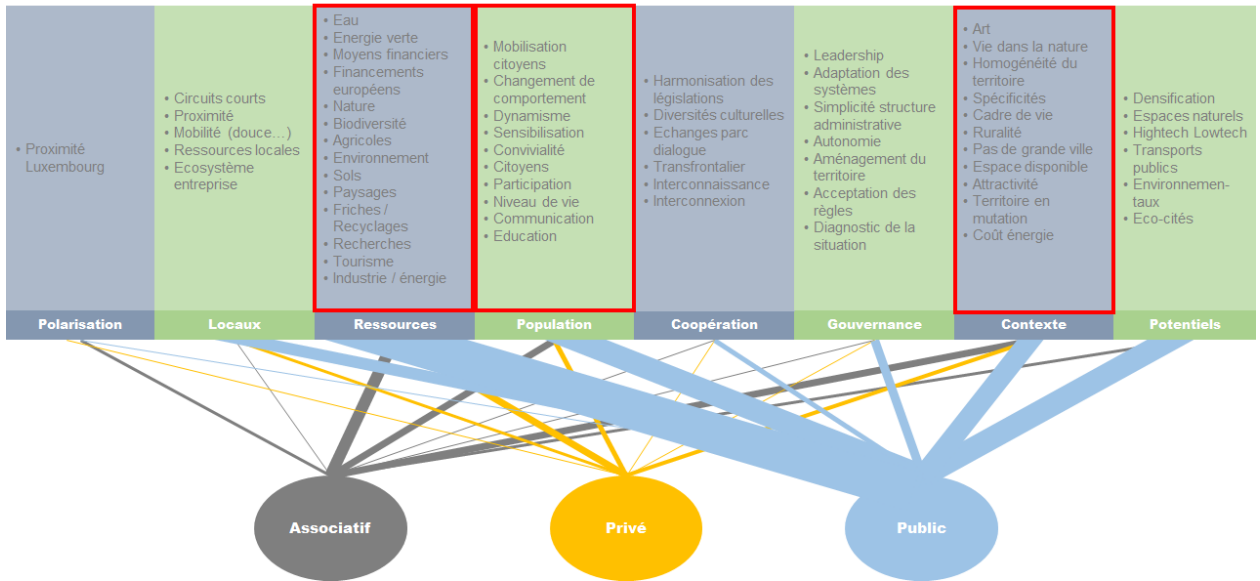 • Proximité
Luxembourg
Polarisation
• Circuits courts
• Proximité
• Mobilité (douce…)
• Ressources locales
• Ecosystème
entreprise
Locaux
• Eau
• Energie verte
• Moyens financiers
• Financements
européens
• Nature
• Biodiversité
• Agricoles
• Environnement
• Sols
• Paysages
• Friches /
Recyclages
• Recherches
• Tourisme
• Industrie / énergie
Ressources
• Mobilisation
citoyens
• Changement de
comportement
• Dynamisme
• Sensibilisation
• Convivialité
• Citoyens
• Participation
• Niveau de vie
• Communication
• Education
Population
• Harmonisation des
législations
• Diversités culturelles
• Echanges parc
dialogue
• Transfrontalier
• Interconnaissance
• Interconnexion
Coopération
• Leadership
• Adaptation des
systèmes
• Simplicité structure
administrative
• Autonomie
• Aménagement du
territoire
• Acceptation des
règles
• Diagnostic de la
situation
Gouvernance
• Art
• Vie dans la nature
• Homogénéité du
territoire
• Spécificités
• Cadre de vie
• Ruralité
• Pas de grande ville
• Espace disponible
• Attractivité
• Territoire en
mutation
• Coût énergie
Contexte
• Densification
• Espaces naturels
• Hightech Lowtech
• Transports
publics
• Environnemen-
taux
• Eco-cités
Potentiels
Associatif
Privé
Public